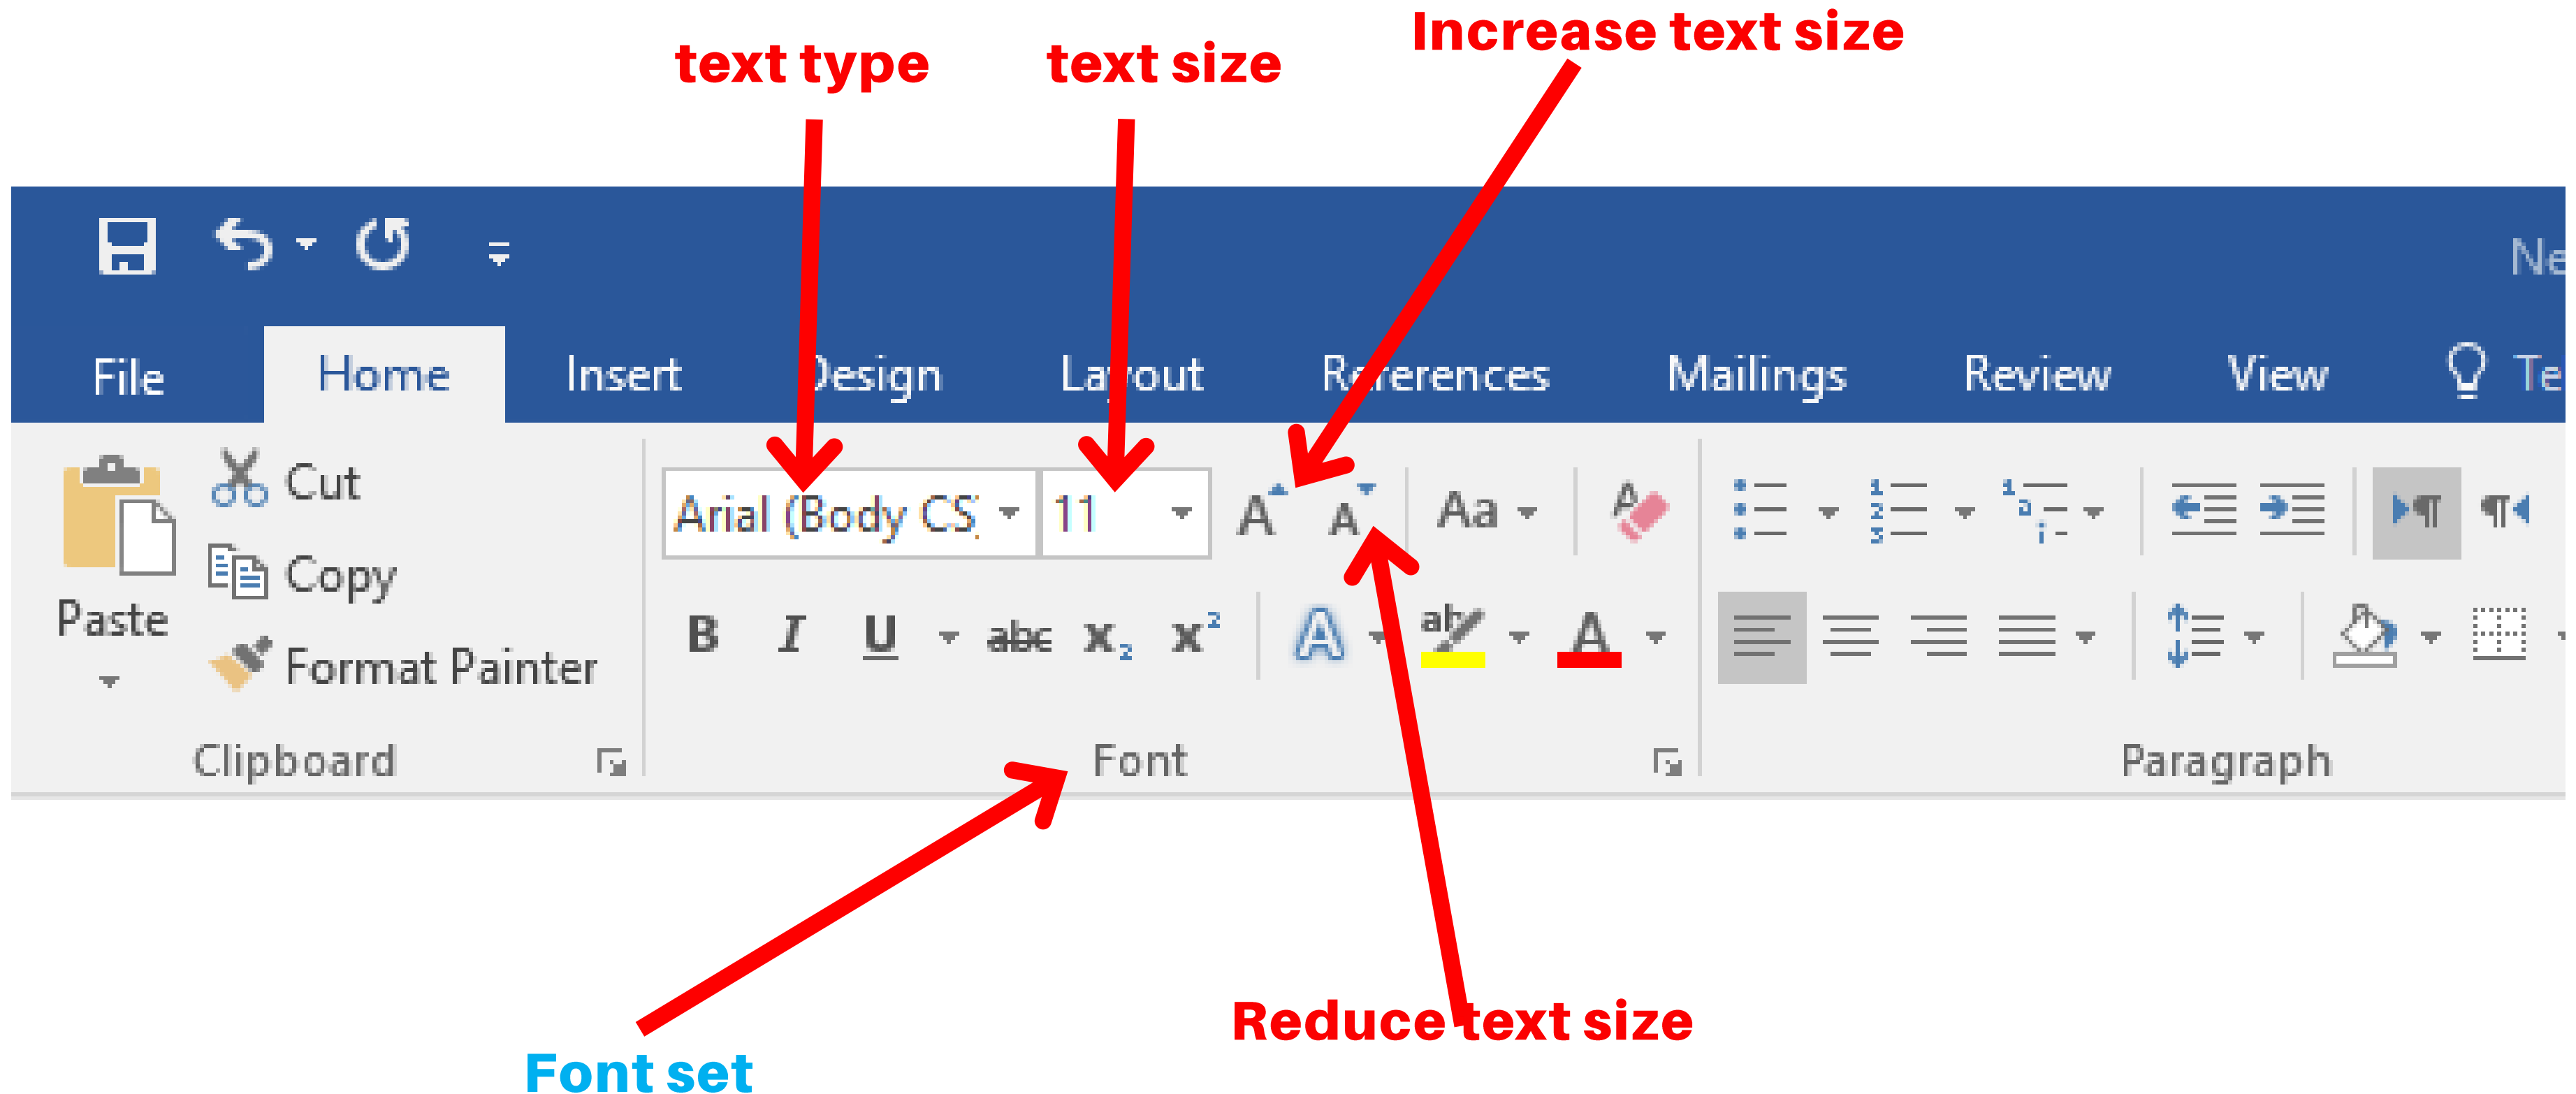 Increase text size
text type
text size
Ne
File
Home
Insert
Design
Layout
References
Mailings
Review
View
Te
Cut
Copy
Paste
Format Painter
Arial (Body CS)
11
A
A
Aa
A
B
I
U
abc
x₂
x²
A
ab
A
Clipboard
Font
Paragraph
Reduce text size
Font set